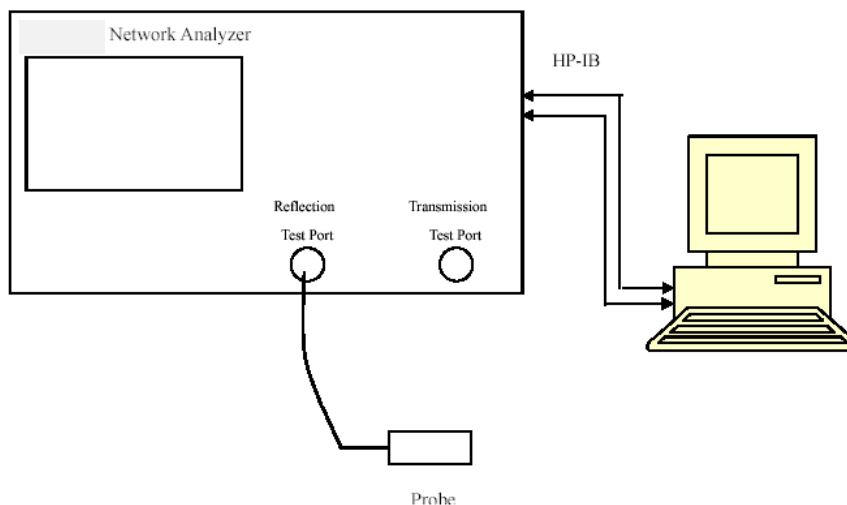 Network Analyzer
HP-IB
Reflection
Test Port
Transmission
Test Port
Probe